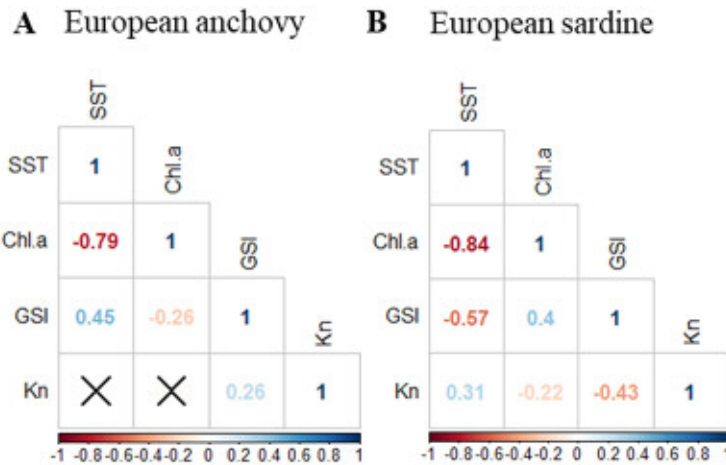 A European anchovy
SST
SST 1
Chl.a
Chl.a -0.79 1
GSI
GSI 0.45 -0.26 1
Kn
Kn 0.26 1
-1 -0.8 -0.6 -0.4 -0.2 0 0.2 0.4 0.6 0.8 1
B European sardine
SST
SST 1
Chl.a
Chl.a -0.84 1
GSI
GSI -0.57 0.4 1
Kn
Kn 0.31 -0.22 -0.43 1
-1 -0.8 -0.6 -0.4 -0.2 0 0.2 0.4 0.6 0.8 1